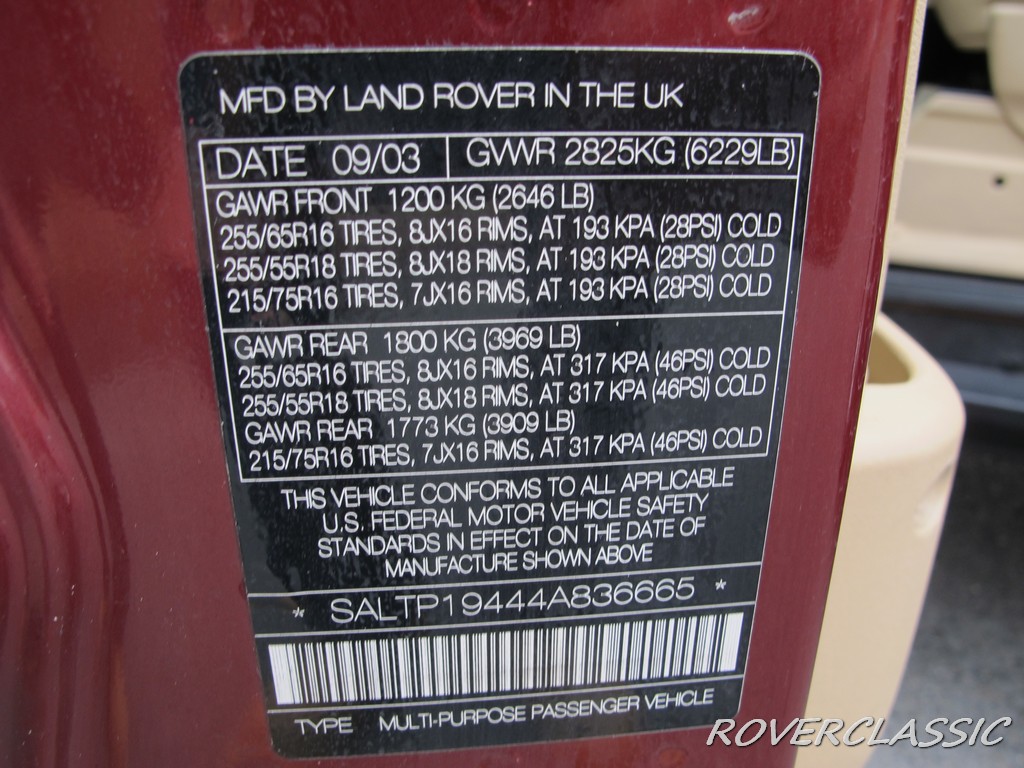 MFD BY LAND ROVER IN THE UK
DATE 09/03 GVWR 2825KG (6229LB)
GAWR FRONT 1200 KG (2646 LB)
255/65R16 TIRES, 8JX16 RIMS, AT 193 KPA (28PSI) COLD
255/55R18 TIRES, 8JX18 RIMS, AT 193 KPA (28PSI) COLD
215/75R16 TIRES, 7JX16 RIMS, AT 193 KPA (28PSI) COLD
GAWR REAR 1800 KG (3969 LB)
255/65R16 TIRES, 8JX16 RIMS, AT 317 KPA (46PSI) COLD
255/55R18 TIRES, 8JX18 RIMS, AT 317 KPA (46PSI) COLD
GAWR REAR 1773 KG (3909 LB)
215/75R16 TIRES, 7JX16 RIMS, AT 317 KPA (46PSI) COLD
THIS VEHICLE CONFORMS TO ALL APPLICABLE
U.S. FEDERAL MOTOR VEHICLE SAFETY
STANDARDS IN EFFECT ON THE DATE OF
MANUFACTURE SHOWN ABOVE
* SALTP19444A836665 *
TYPE MULTI-PURPOSE PASSENGER VEHICLE
ROVERCLASSIC